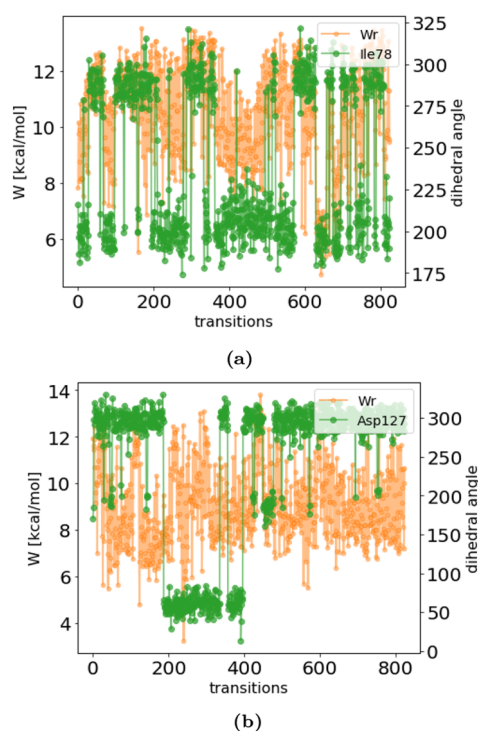 Wr
Ile78
W [kcal/mol]
12
10
8
6
325
300
275
250
225
200
175
dihedral angle
0 200 400 600 800
transitions
(a)
14
12
10
8
6
4
W [kcal/mol]
Wr
Asp127
300
250
200
150
100
50
0
dihedral angle
0 200 400 600 800
transitions
(b)